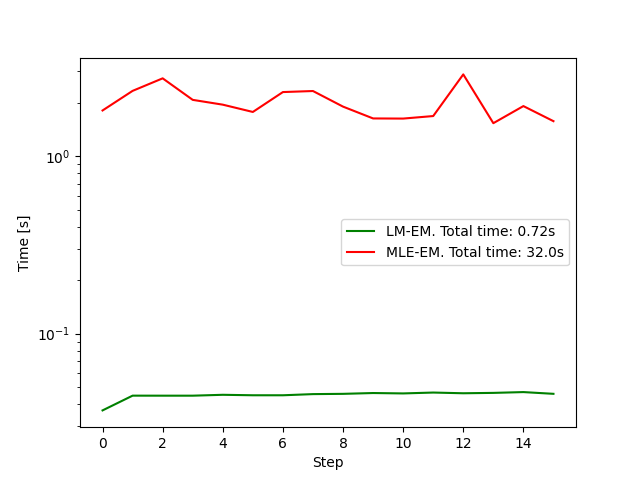 10⁰
10⁻¹
Time [s]
LM-EM. Total time: 0.72s
MLE-EM. Total time: 32.0s
0 2 4 6 8 10 12 14
Step